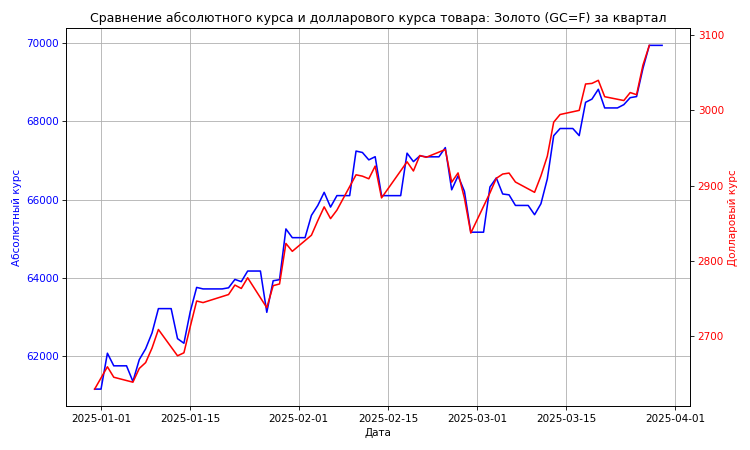 Сравнение абсолютного курса и долларового курса товара: Золото (GC=F) за квартал
70000
68000
66000
64000
62000
Абсолютный курс
3100
3000
2900
2800
2700
Долларовый курс
2025-01-01 2025-01-15 2025-02-01 2025-02-15 2025-03-01 2025-03-15 2025-04-01
Дата